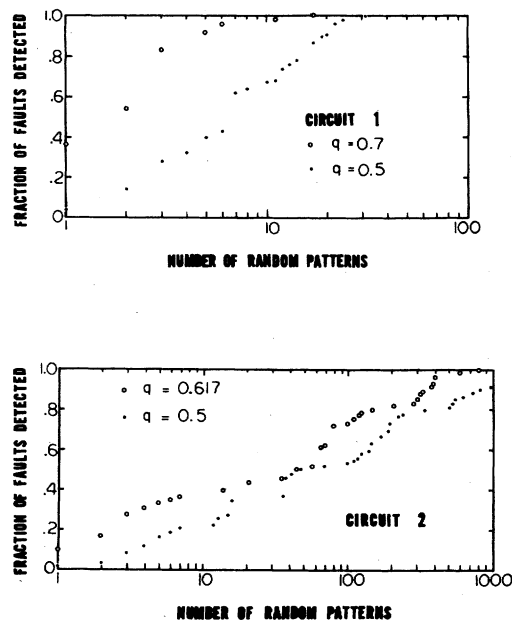 FRACTION OF FAULTS DETECTED
1.0
.8
.6
.4
.2
0
CIRCUIT 1
q = 0.7
q = 0.5
1
10
100
NUMBER OF RANDOM PATTERNS
FRACTION OF FAULTS DETECTED
1.0
.8
.6
.4
.2
0
q = 0.617
q = 0.5
CIRCUIT 2
1
10
100
1000
NUMBER OF RANDOM PATTERNS